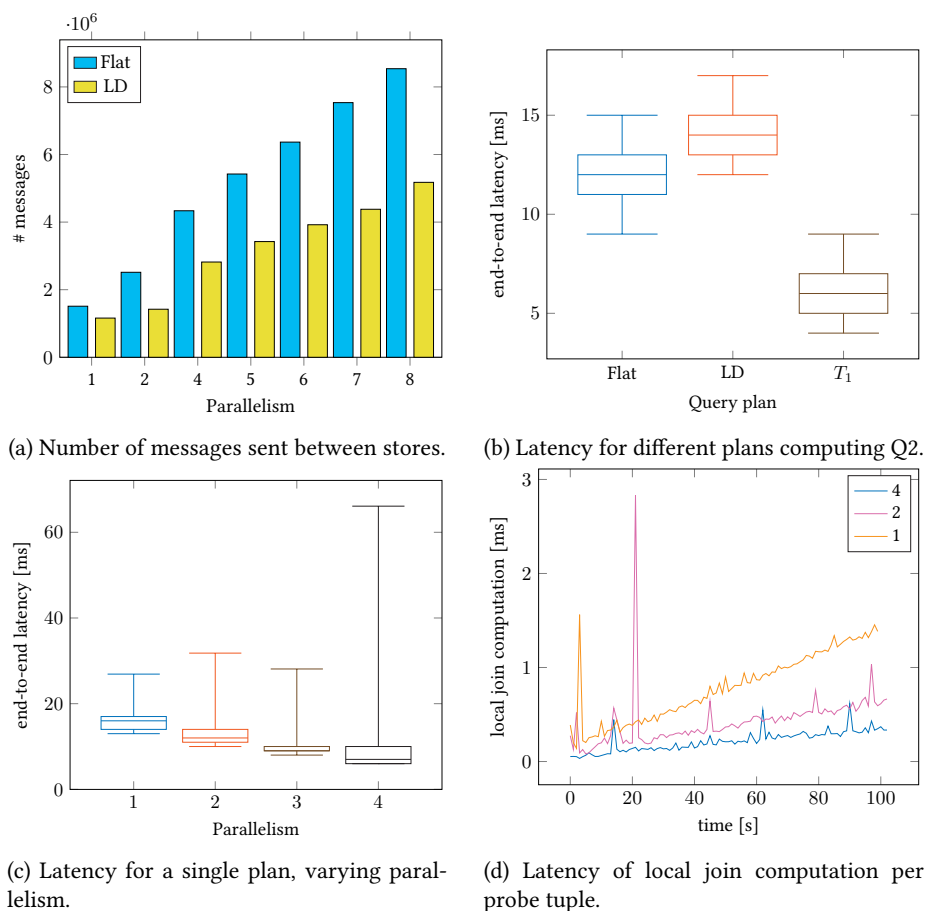 ·10⁶
Flat
LD
8
6
4
2
0
# messages
1 2 4 5 6 7 8
Parallelism
(a) Number of messages sent between stores.
15
10
5
end-to-end latency [ms]
Flat LD T₁
Query plan
(b) Latency for different plans computing Q2.
60
40
20
0
end-to-end latency [ms]
1 2 3 4
Parallelism
(c) Latency for a single plan, varying paral-
lelism.
3
2
1
0
local join computation [ms]
4
2
1
0 20 40 60 80 100
time [s]
(d) Latency of local join computation per
probe tuple.